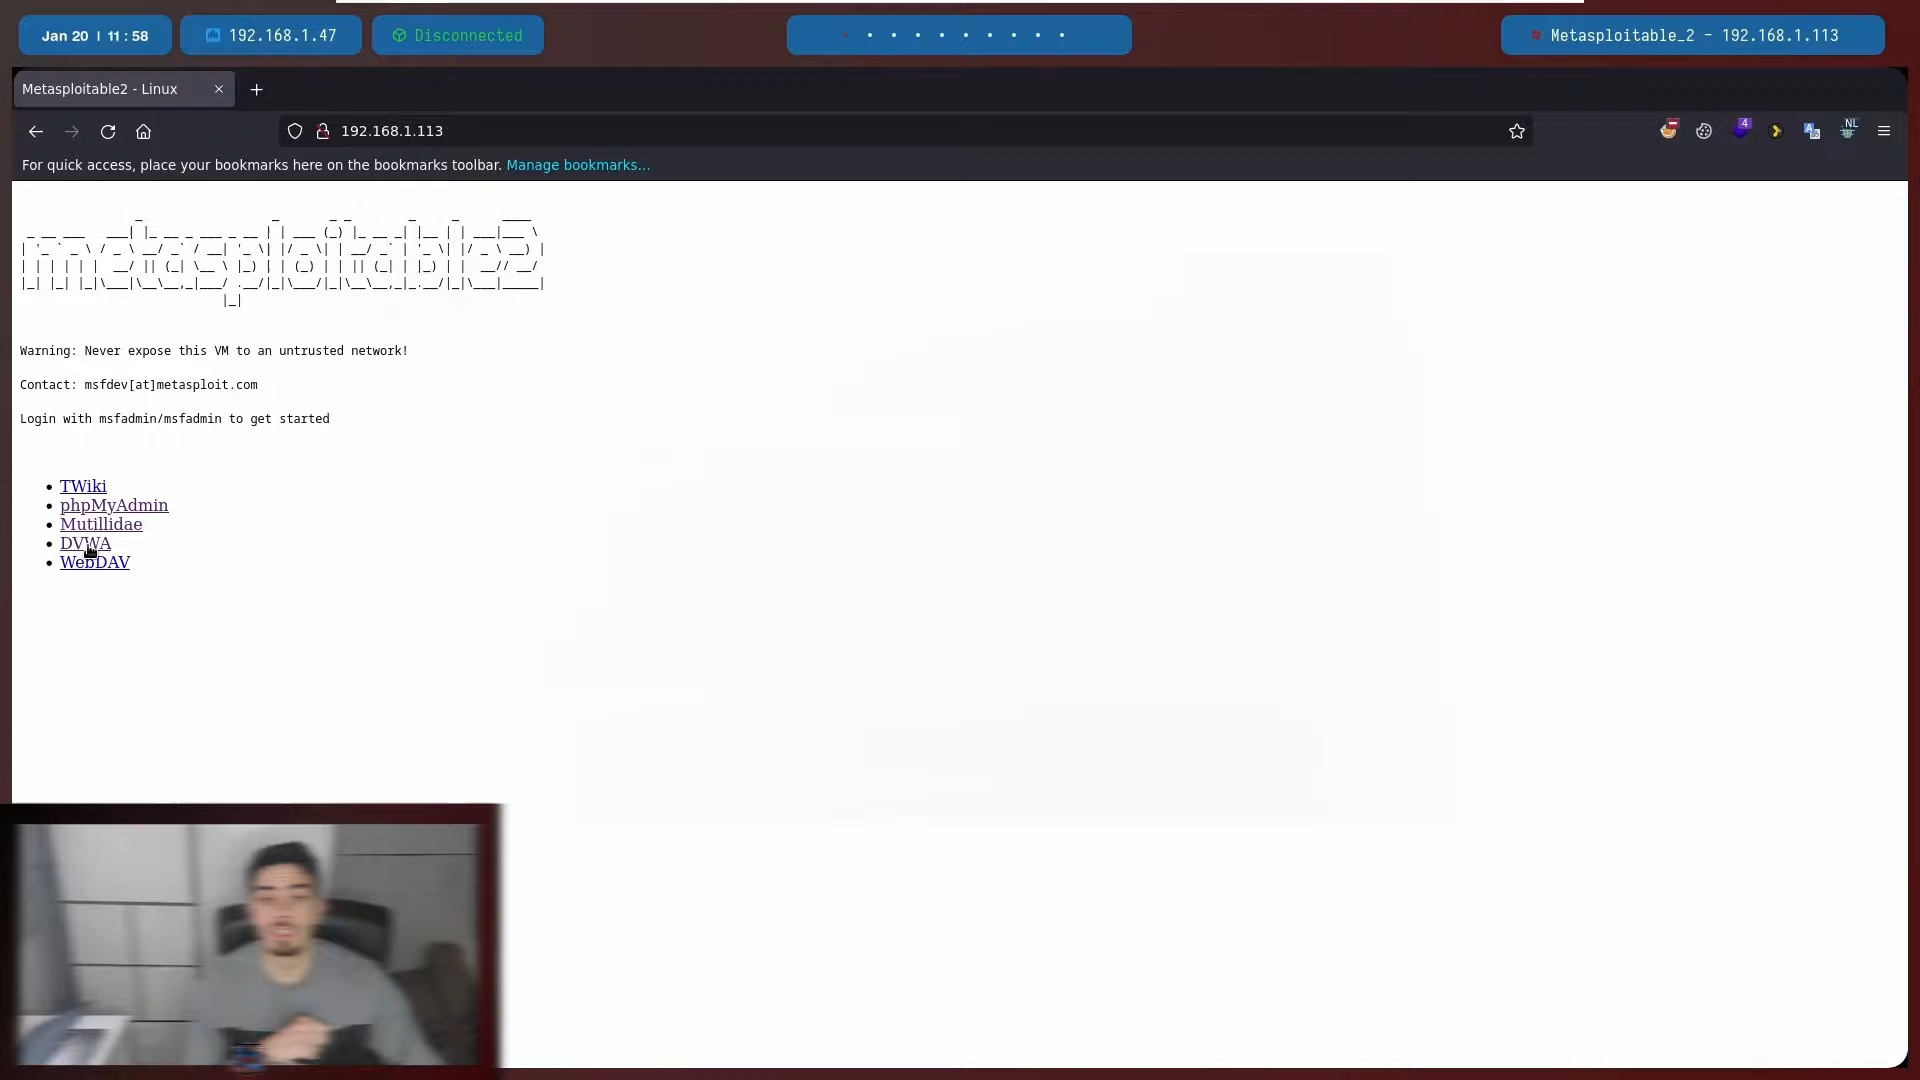 Jan 20 | 11:58
192.168.1.47
Disconnected
Metasploitable_2 - 192.168.1.113
Metasploitable2 - Linux
192.168.1.113
4
NL
For quick access, place your bookmarks here on the bookmarks toolbar. Manage bookmarks...
metasploitable2
Warning: Never expose this VM to an untrusted network!
Contact: msfdev[at]metasploit.com
Login with msfadmin/msfadmin to get started
TWiki
phpMyAdmin
Mutillidae
DVWA
WebDAV